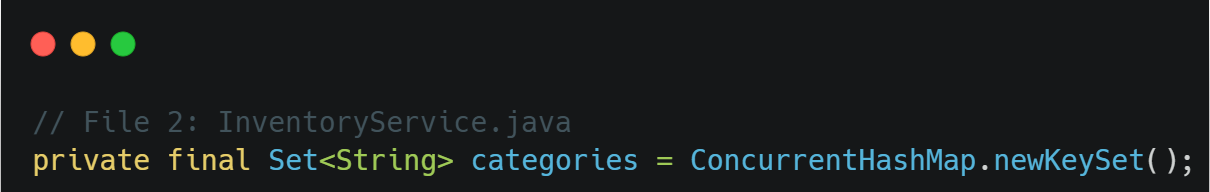 // File 2: InventoryService.java
private final Set<String> categories = ConcurrentHashMap.newKeySet();